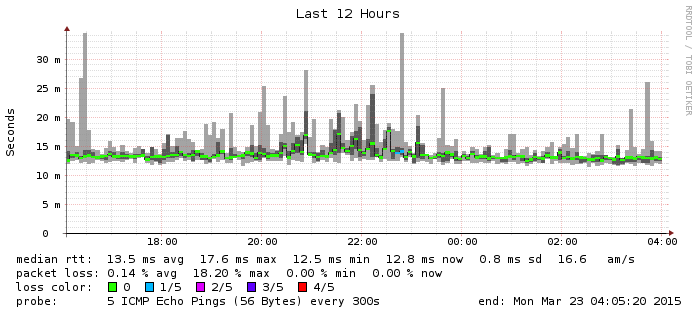 Last 12 Hours
RRDTOOL / TOBI OETIKER
Seconds
30 m
25 m
20 m
15 m
10 m
5 m
0
18:00 20:00 22:00 00:00 02:00 04:00
median rtt: 13.5 ms avg 17.6 ms max 12.5 ms min 12.8 ms now 0.8 ms sd 16.6 am/s
packet loss: 0.14 % avg 18.20 % max 0.00 % min 0.00 % now
loss color: 0 1/5 2/5 3/5 4/5
probe: 5 ICMP Echo Pings (56 Bytes) every 300s end: Mon Mar 23 04:05:20 2015